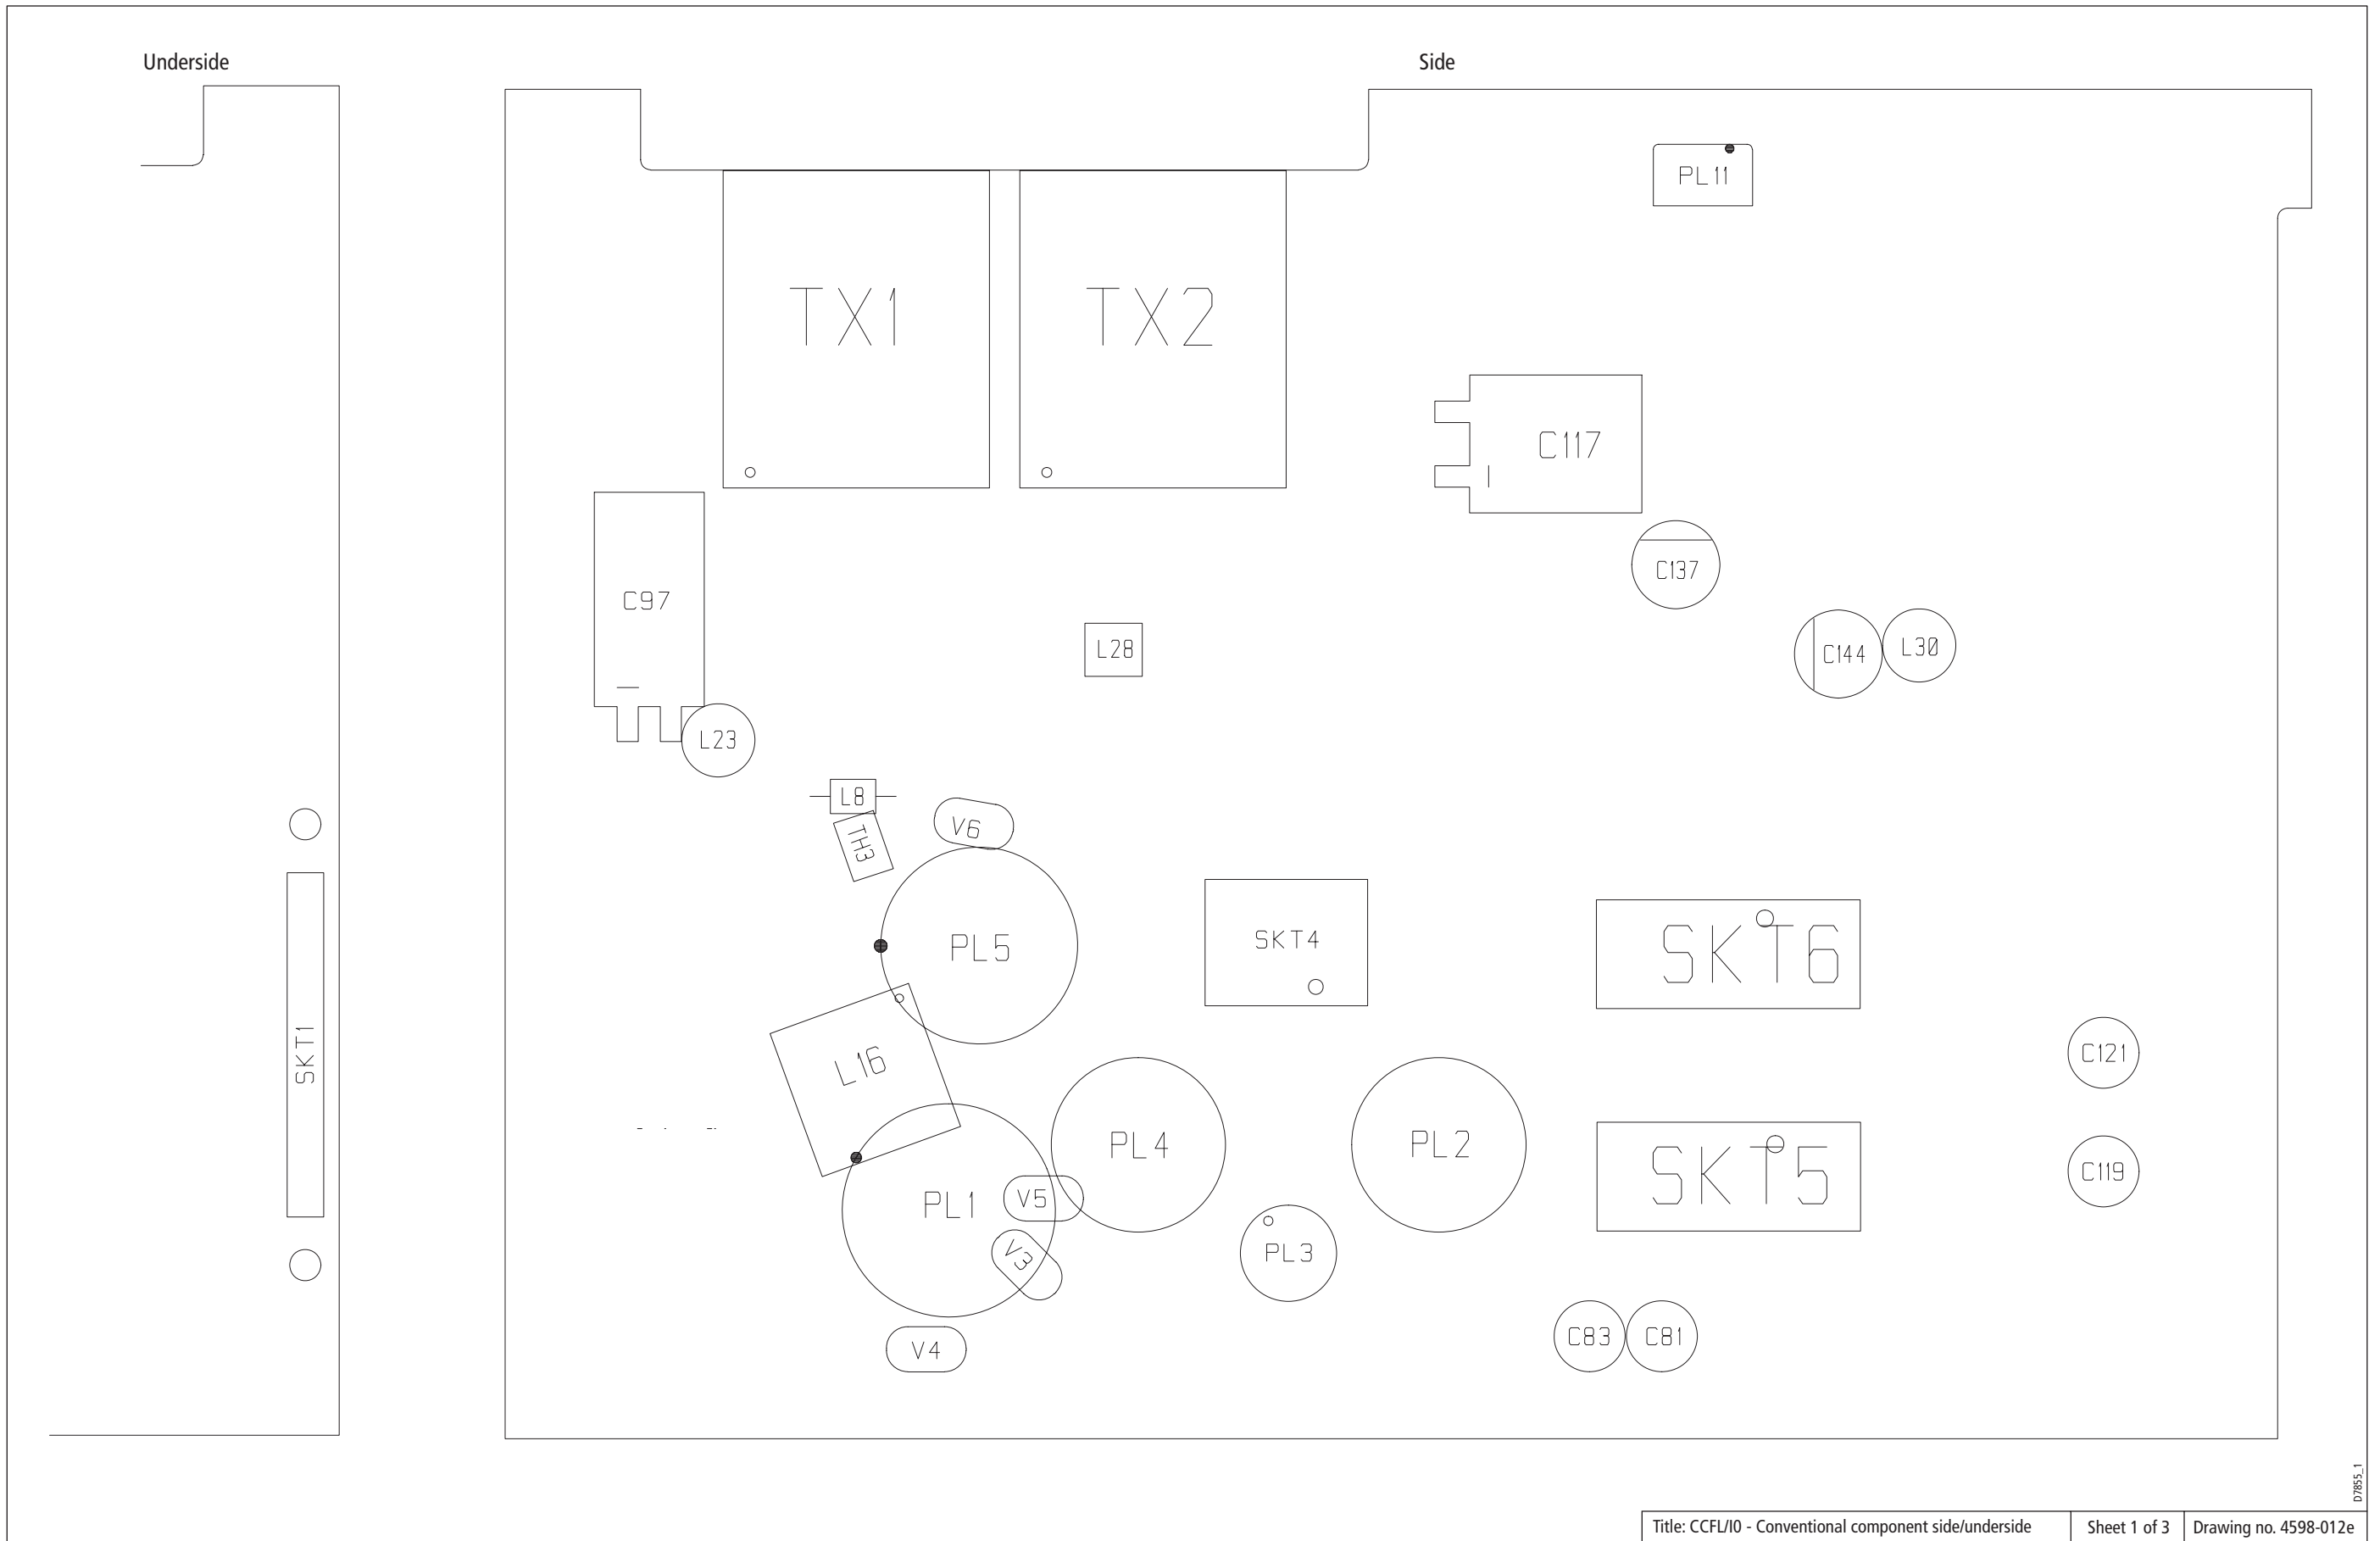 Underside
Side
PL11
TX1
TX2
C117
C137
C97
L28
C144
L30
L23
L8
V6
TH3
PL5
SKT4
SKT6
L16
SKT1
C121
PL4
PL2
SKT5
C119
PL1
V5
V3
PL3
C83
C81
V4
D7855_1
Title: CCFL/I0 - Conventional component side/underside
Sheet 1 of 3
Drawing no. 4598-012e